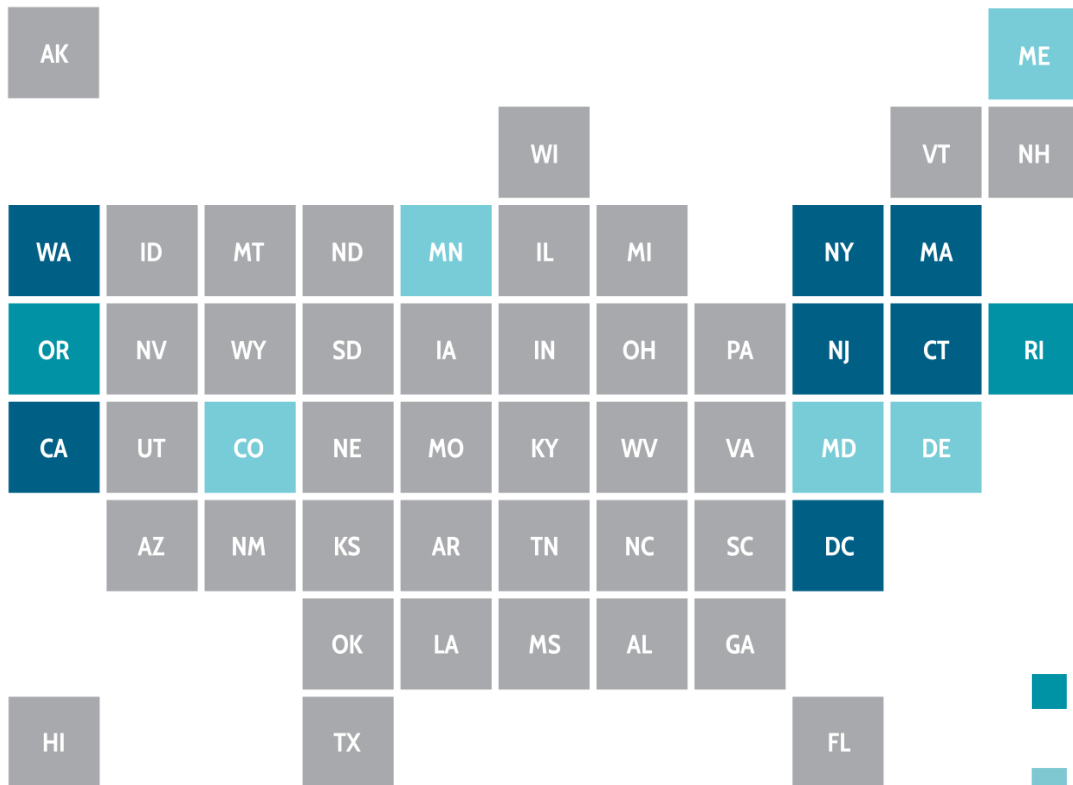 AK ME
WI VT NH
WA ID MT ND MN IL MI NY MA
OR NV WY SD IA IN OH PA NJ CT RI
CA UT CO NE MO KY WV VA MD DE
AZ NM KS AR TN NC SC DC
OK LA MS AL GA
HI TX FL